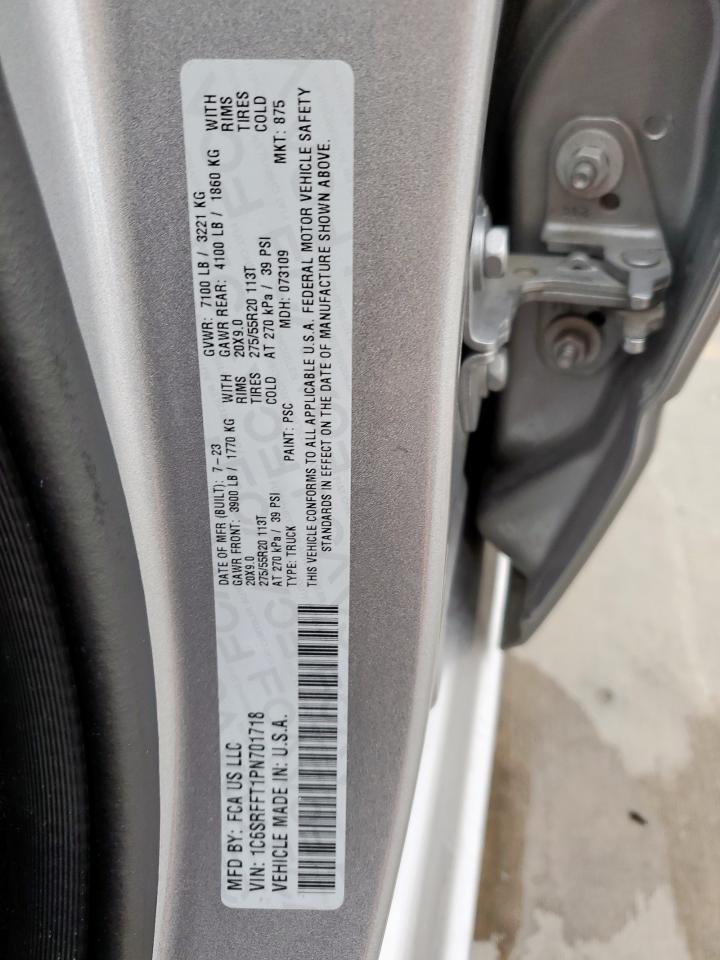 MFD BY: FCA US LLC
VIN: 1C6SRFFT1PN701718
VEHICLE MADE IN: U.S.A.
DATE OF MFR (BUILT): 7-23
GAWR FRONT: 3900 LB / 1770 KG WITH
20X9.0 RIMS
275/55R20 113T TIRES
AT 270 kPa / 39 PSI COLD
TYPE: TRUCK PAINT: PSC
GVWR: 7100 LB / 3221 KG
GAWR REAR: 4100 LB / 1860 KG WITH
20X9.0 RIMS
275/55R20 113T TIRES
AT 270 kPa / 39 PSI COLD
MDH: 073109 MKT: 875
THIS VEHICLE CONFORMS TO ALL APPLICABLE U.S.A. FEDERAL MOTOR VEHICLE SAFETY
STANDARDS IN EFFECT ON THE DATE OF MANUFACTURE SHOWN ABOVE.